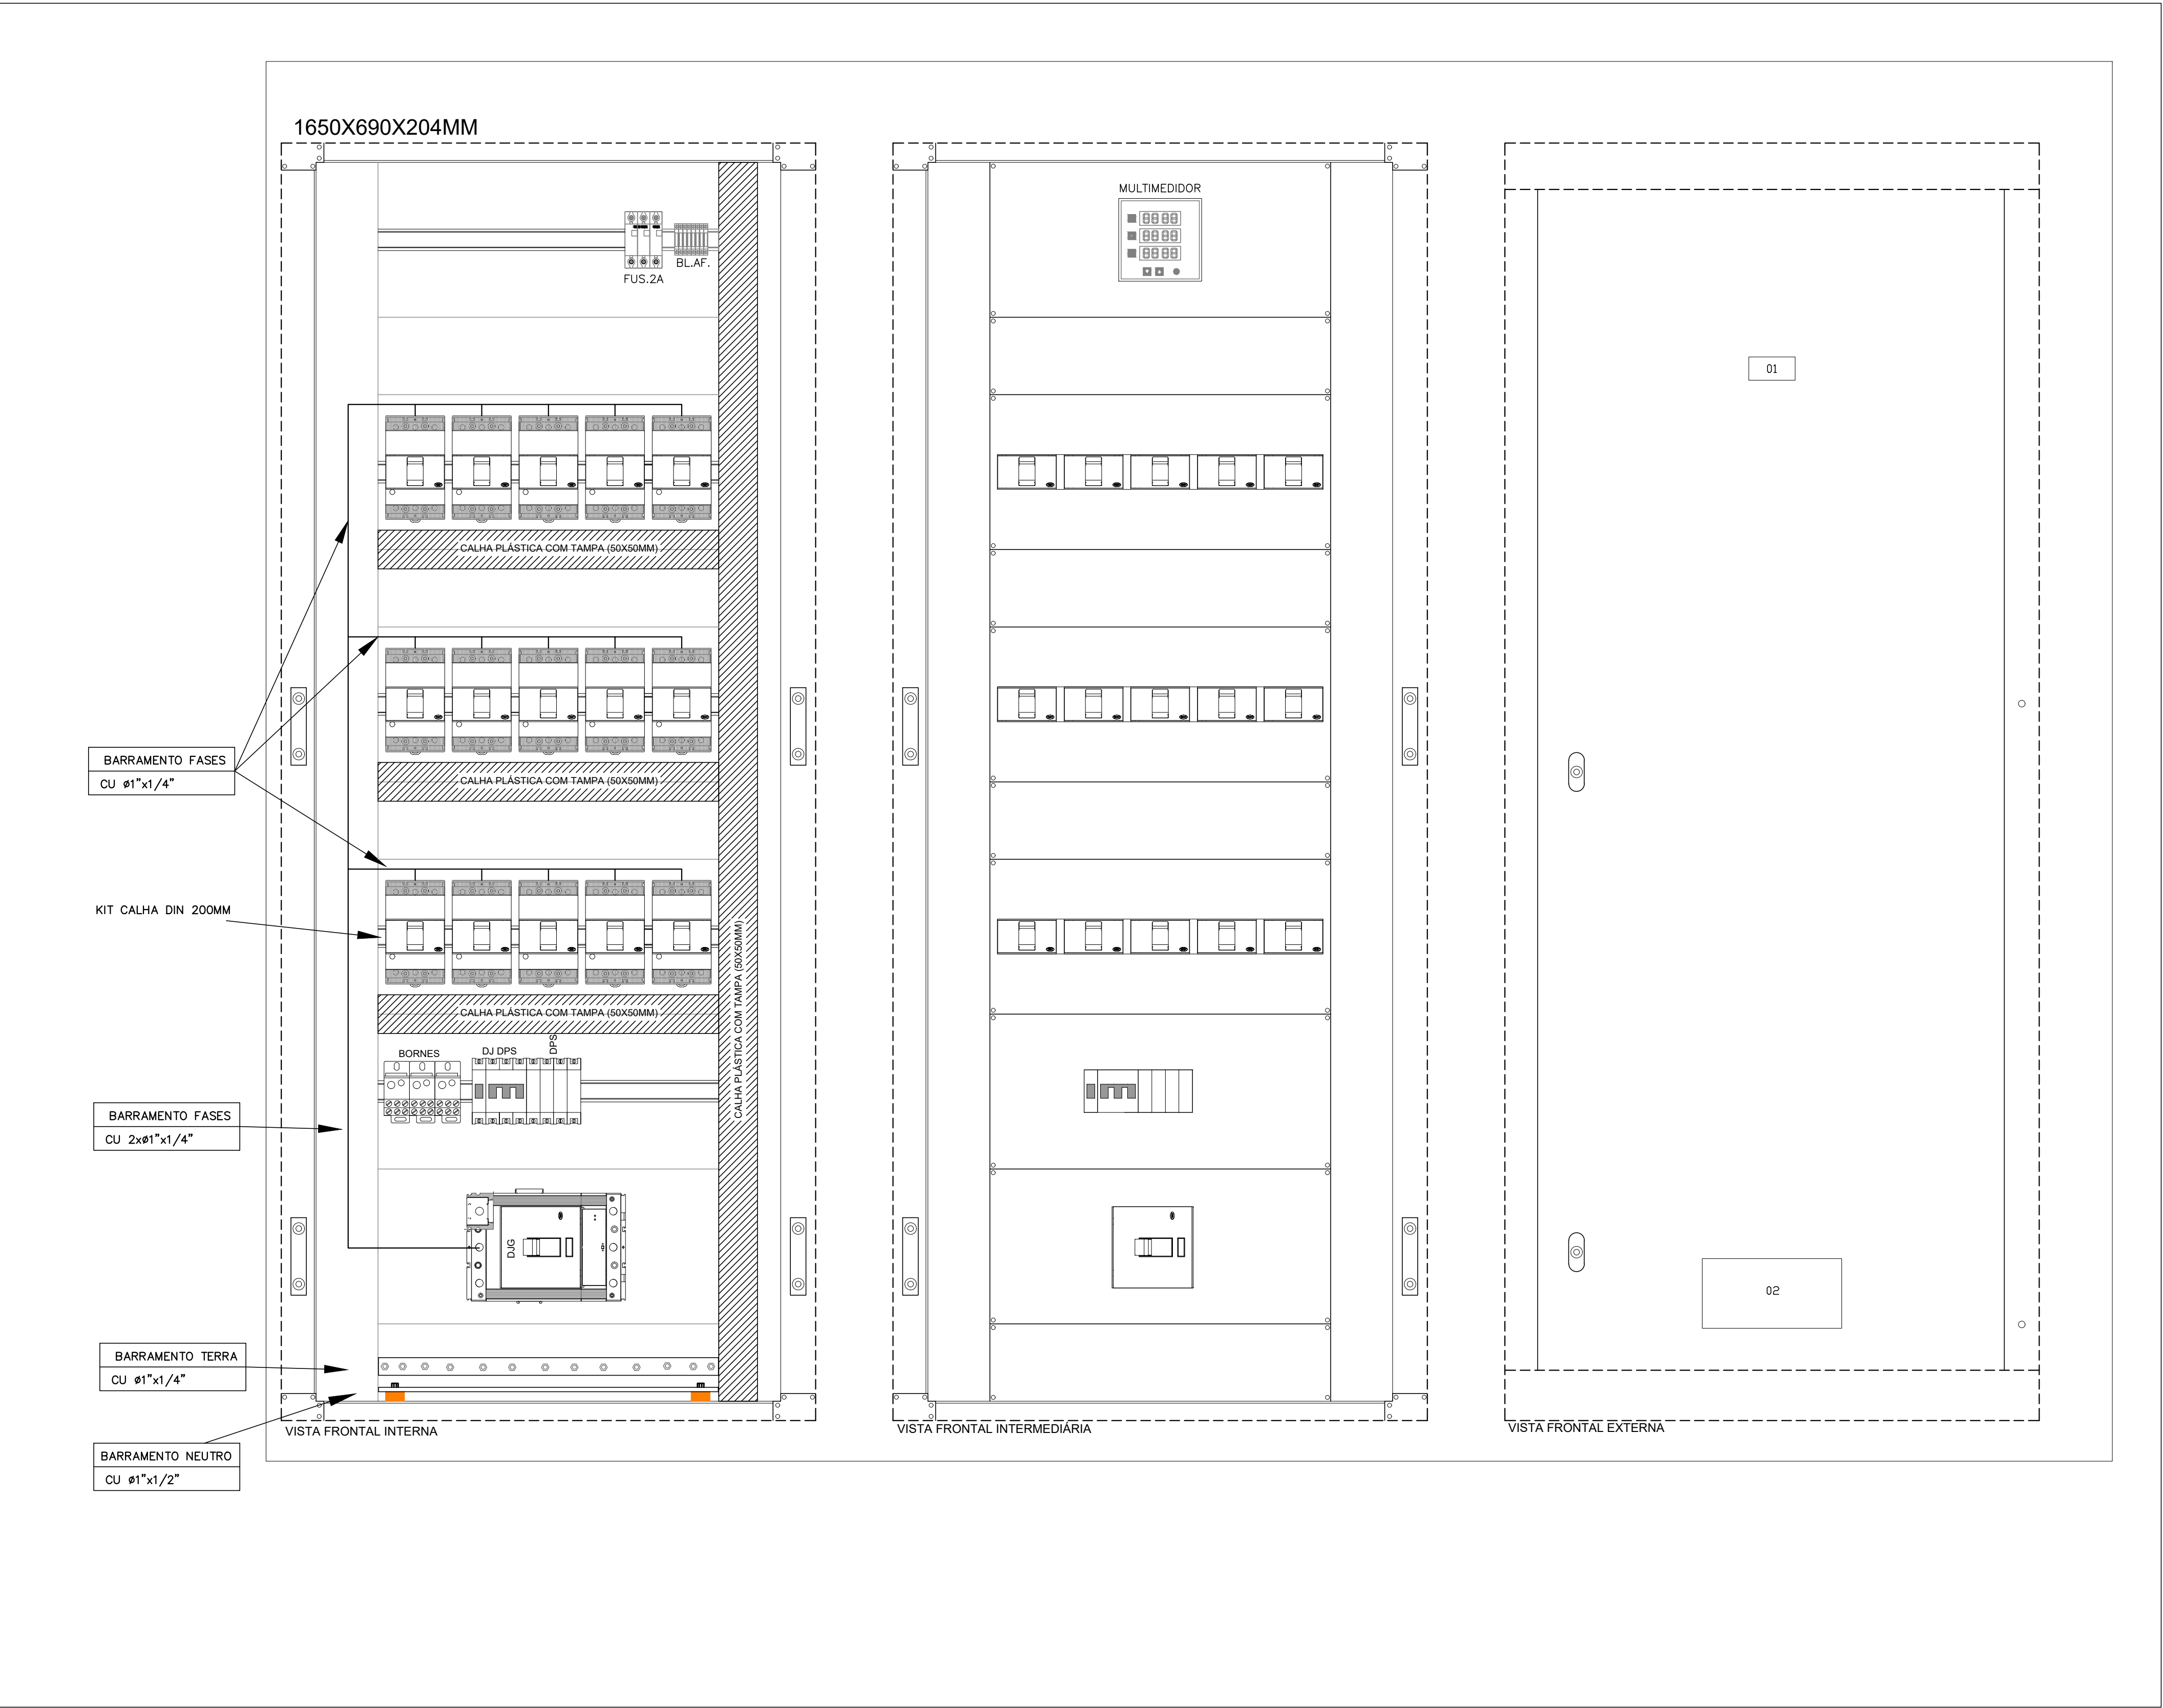 1650X690X204MM
MULTIMEDIDOR
FUS.2A
BL.AF.
01
CALHA PLÁSTICA COM TAMPA (50X50MM)
BARRAMENTO FASES
CU ø1"x1/4"
CALHA PLÁSTICA COM TAMPA (50X50MM)
KIT CALHA DIN 200MM
CALHA PLÁSTICA COM TAMPA (50X50MM)
CALHA PLÁSTICA COM TAMPA (50X50MM)
BORNES
DJ DPS
DPS
BARRAMENTO FASES
CU 2xø1"x1/4"
DJG
02
BARRAMENTO TERRA
CU ø1"x1/4"
VISTA FRONTAL INTERNA
VISTA FRONTAL INTERMEDIÁRIA
VISTA FRONTAL EXTERNA
BARRAMENTO NEUTRO
CU ø1"x1/2"